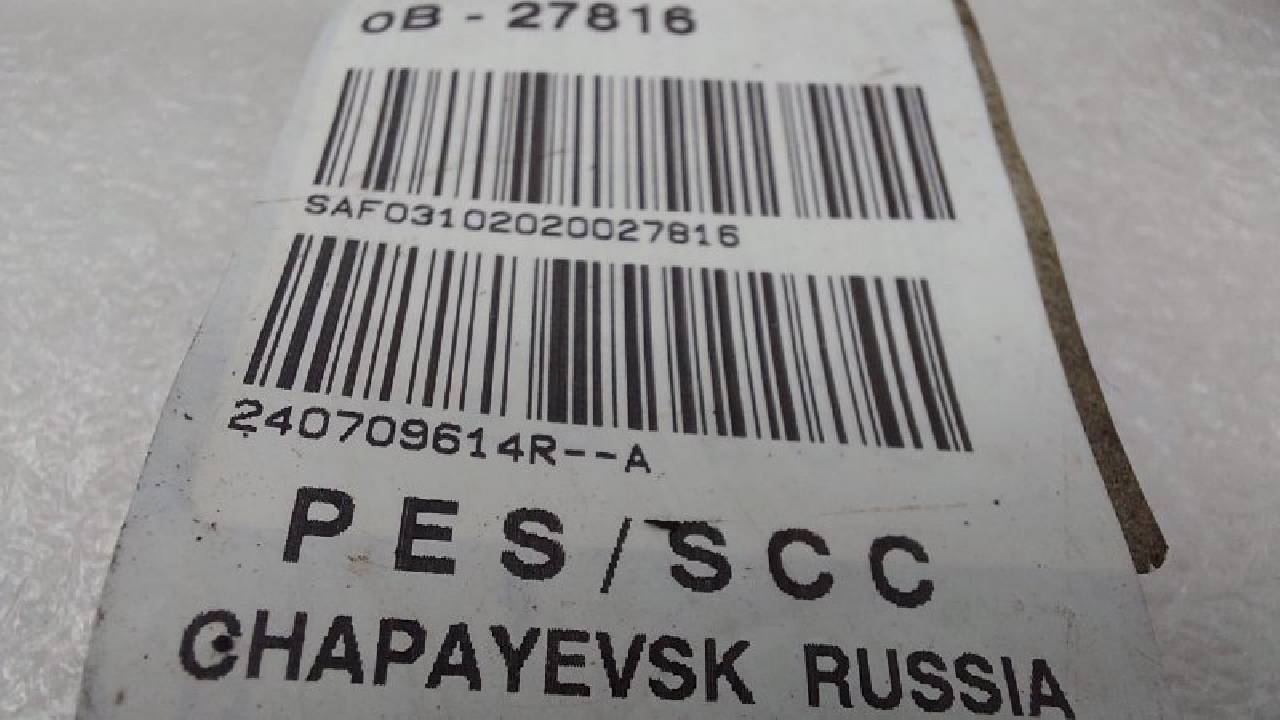 0B - 27816
SAF03102020027816
240709614R--A
PES/SCC
CHAPAYEVSK RUSSIA